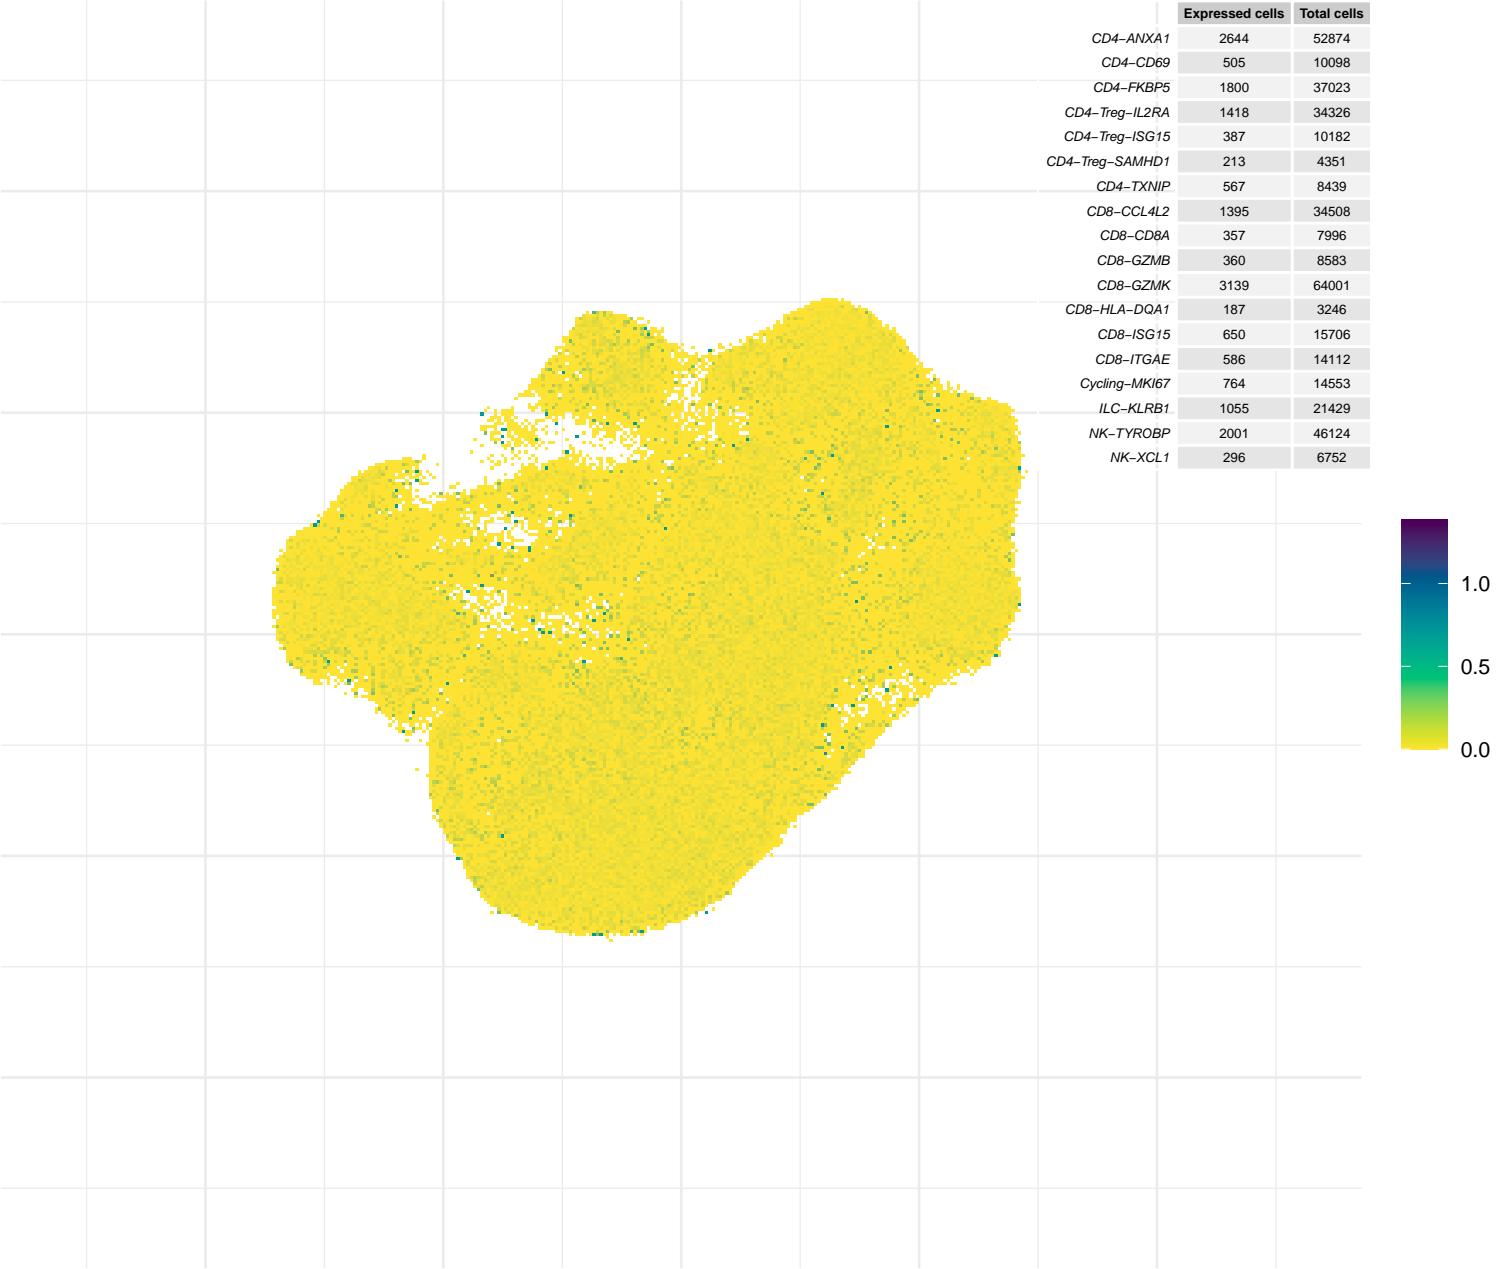 Expressed cells Total cells
CD4−ANXA1 2644 52874
CD4−CD69 505 10098
CD4−FKBP5 1800 37023
CD4−Treg−IL2RA 1418 34326
CD4−Treg−ISG15 387 10182
CD4−Treg−SAMHD1 213 4351
CD4−TXNIP 567 8439
CD8−CCL4L2 1395 34508
CD8−CD8A 357 7996
CD8−GZMB 360 8583
CD8−GZMK 3139 64001
CD8−HLA−DQA1 187 3246
CD8−ISG15 650 15706
CD8−ITGAE 586 14112
Cycling−MKI67 764 14553
ILC−KLRB1 1055 21429
NK−TYROBP 2001 46124
NK−XCL1 296 6752
1.0
0.5
0.0